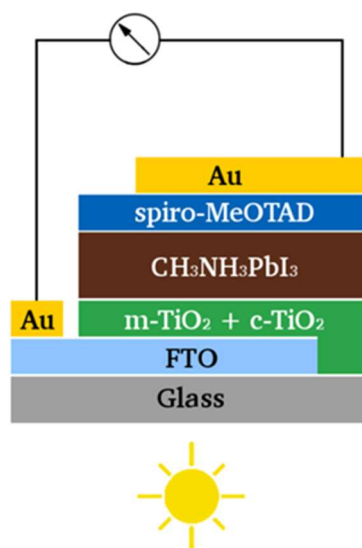 Au
spiro-MeOTAD
CH₃NH₃PbI₃
Au
m-TiO₂ + c-TiO₂
FTO
Glass